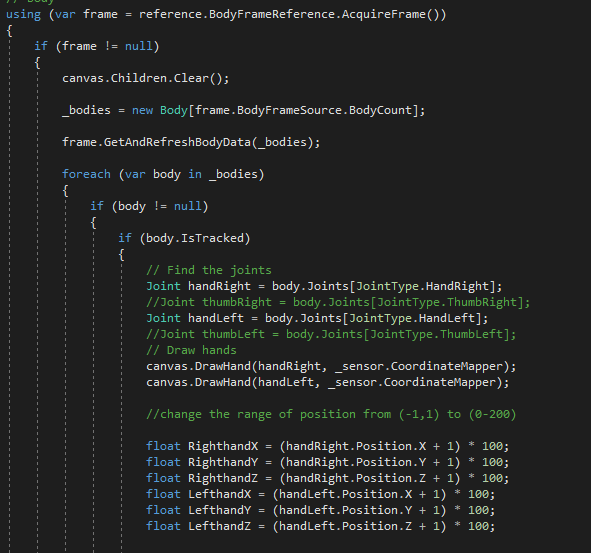 // Body
using (var frame = reference.BodyFrameReference.AcquireFrame())
{
if (frame != null)
{
canvas.Children.Clear();
_bodies = new Body[frame.BodyFrameSource.BodyCount];
frame.GetAndRefreshBodyData(_bodies);
foreach (var body in _bodies)
{
if (body != null)
{
if (body.IsTracked)
{
// Find the joints
Joint handRight = body.Joints[JointType.HandRight];
//Joint thumbRight = body.Joints[JointType.ThumbRight];
Joint handLeft = body.Joints[JointType.HandLeft];
//Joint thumbLeft = body.Joints[JointType.ThumbLeft];
// Draw hands
canvas.DrawHand(handRight, _sensor.CoordinateMapper);
canvas.DrawHand(handLeft, _sensor.CoordinateMapper);
//change the range of position from (-1,1) to (0-200)
float RighthandX = (handRight.Position.X + 1) * 100;
float RighthandY = (handRight.Position.Y + 1) * 100;
float RighthandZ = (handRight.Position.Z + 1) * 100;
float LefthandX = (handLeft.Position.X + 1) * 100;
float LefthandY = (handLeft.Position.Y + 1) * 100;
float LefthandZ = (handLeft.Position.Z + 1) * 100;